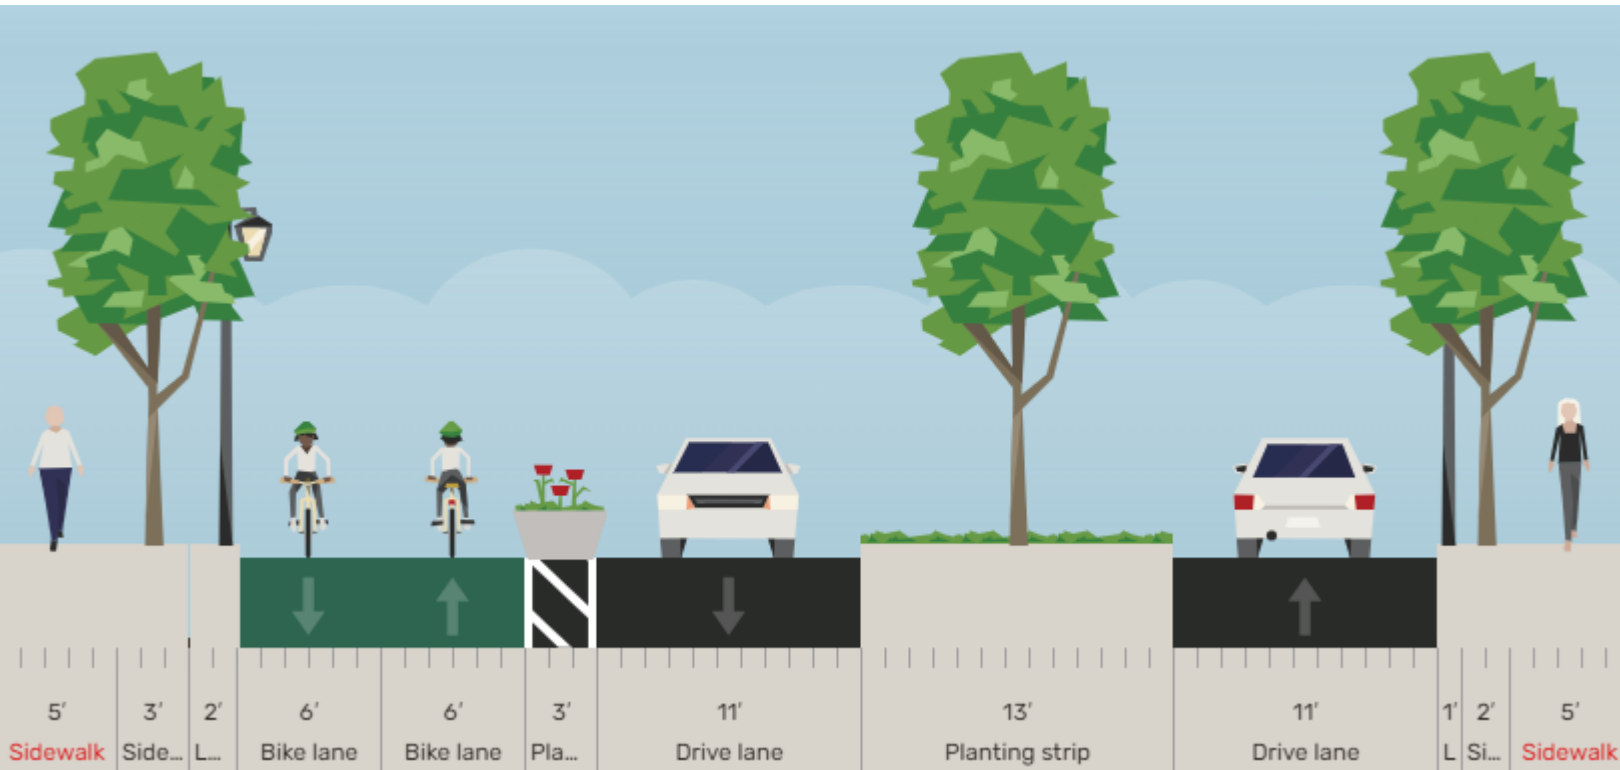 5′ 3′ 2′ 6′ 6′ 3′ 11′ 13′ 11′ 1′ 2′ 5′
Sidewalk Side... L... Bike lane Bike lane Pla... Drive lane Planting strip Drive lane L Si... Sidewalk